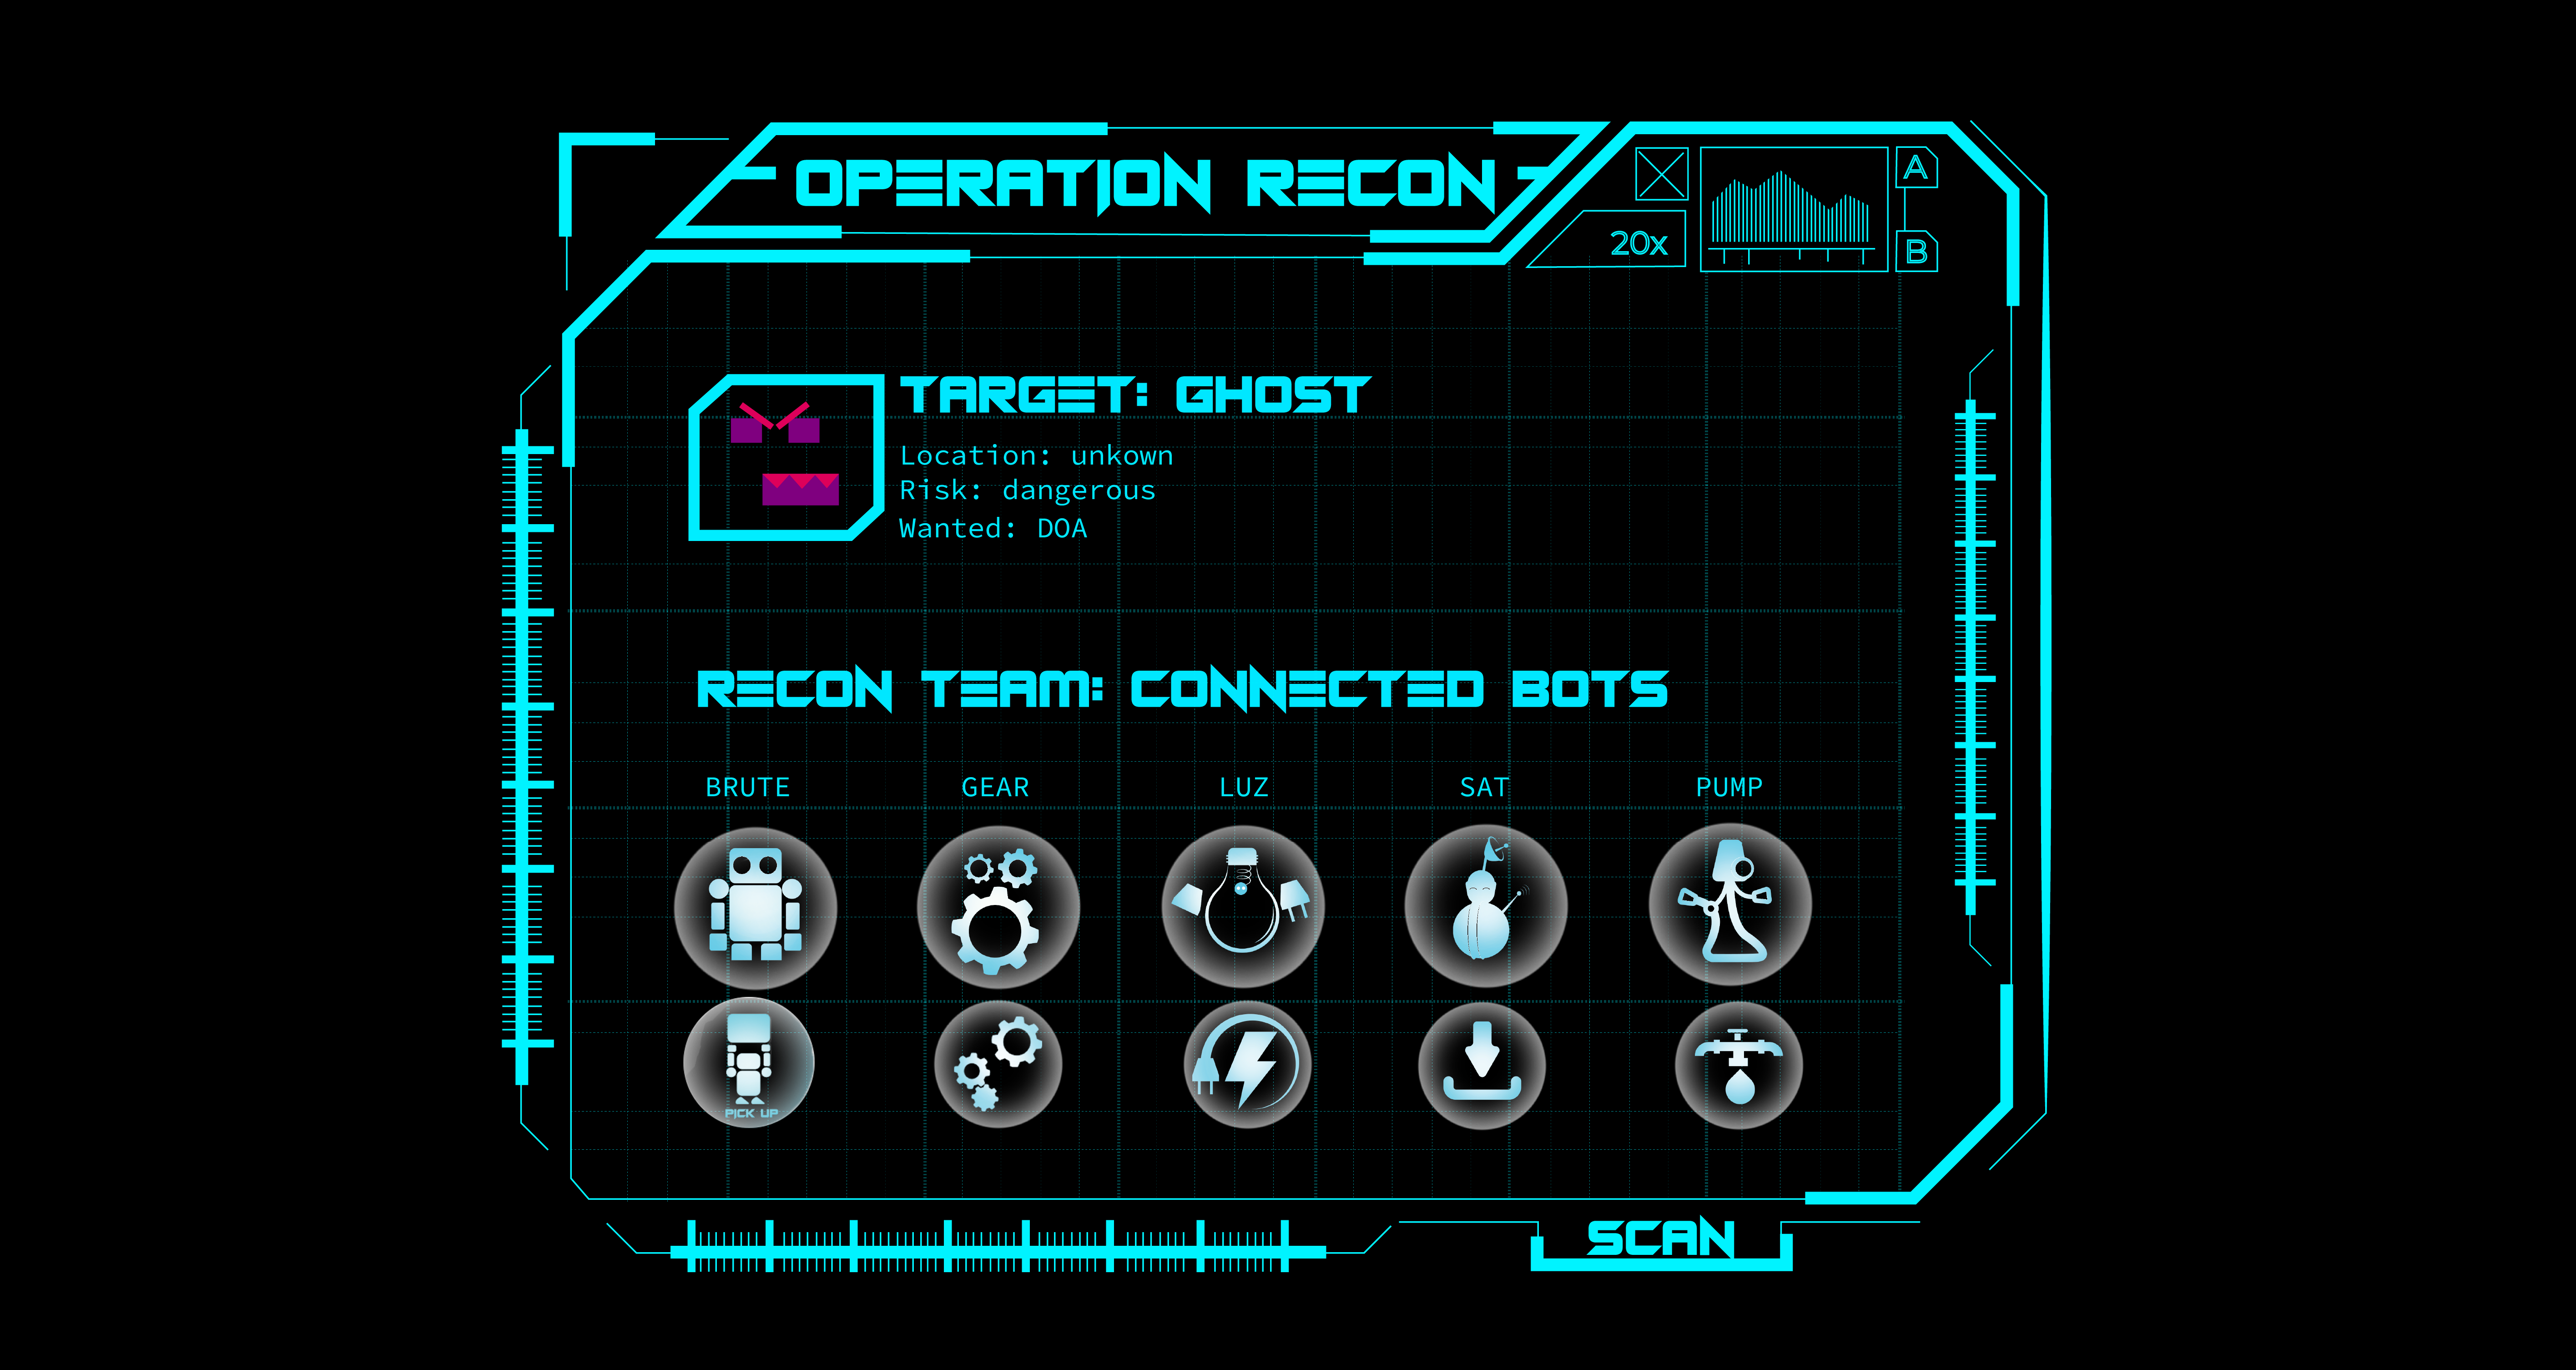 OPERATION RECON
A
20x
B
TARGET: GHOST
Location: unkown
Risk: dangerous
Wanted: DOA
RECON TEAM: CONNECTED BOTS
BRUTE GEAR LUZ SAT PUMP
PICK UP
SCAN